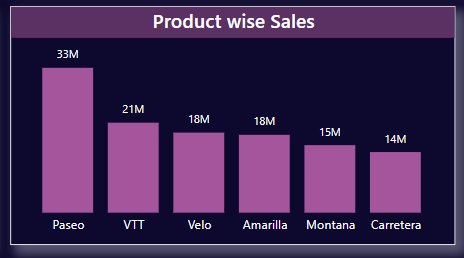 Product wise Sales
33M
21M
18M
18M
15M
14M
Paseo VTT Velo Amarilla Montana Carretera